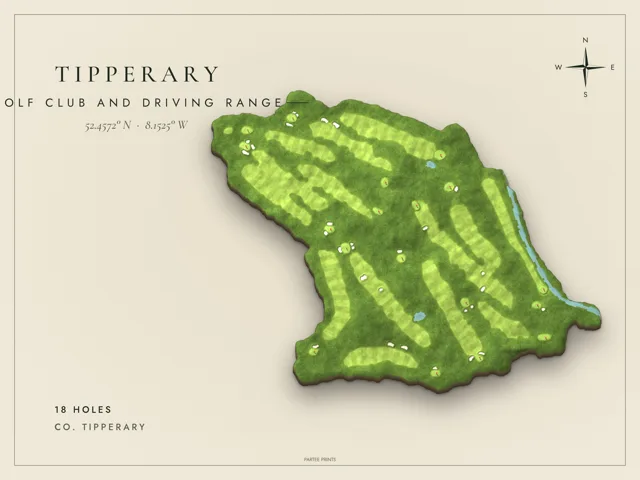 TIPPERARY
OLF CLUB AND DRIVING RANGE
52.4572° N · 8.1525° W
N
W E
S
18 HOLES
CO. TIPPERARY
PARTEE PRINTS